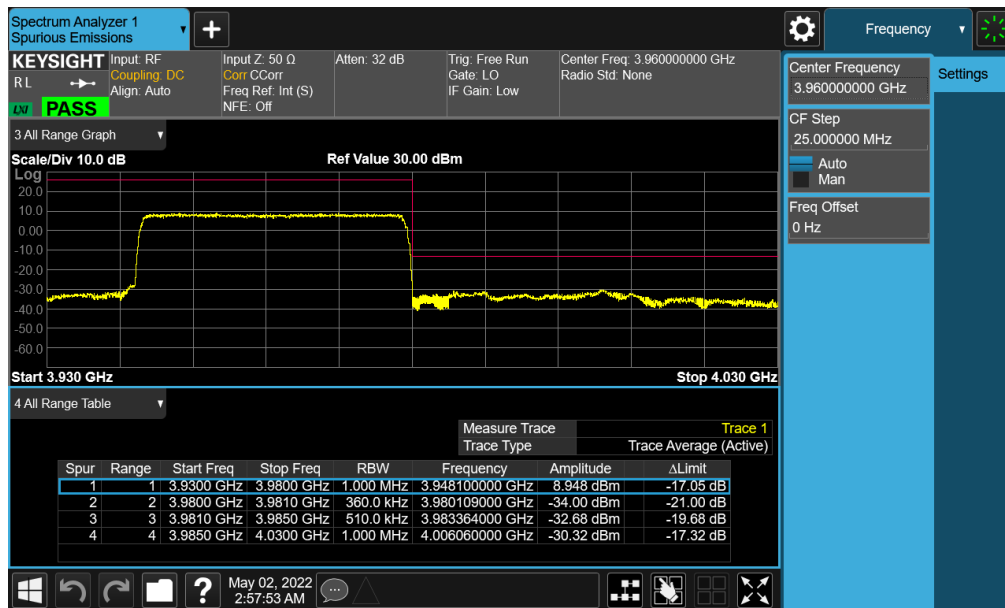 Spectrum Analyzer 1
Spurious Emissions
Frequency
KEYSIGHT
R L
LXI
PASS
Input: RF
Coupling: DC
Align: Auto
Input Z: 50 Ω
Corr CCorr
Freq Ref: Int (S)
NFE: Off
Atten: 32 dB
Trig: Free Run
Gate: LO
IF Gain: Low
Center Freq: 3.960000000 GHz
Radio Std: None
Center Frequency
3.960000000 GHz
Settings
CF Step
25.000000 MHz
Auto
Man
Freq Offset
0 Hz
3 All Range Graph
Scale/Div 10.0 dB
Ref Value 30.00 dBm
Log
20.0
10.0
0.00
-10.0
-20.0
-30.0
-40.0
-50.0
-60.0
Start 3.930 GHz
Stop 4.030 GHz
4 All Range Table
Measure Trace Trace 1
Trace Type Trace Average (Active)
Spur Range Start Freq Stop Freq RBW Frequency Amplitude ΔLimit
1 1 3.9300 GHz 3.9800 GHz 1.000 MHz 3.948100000 GHz 8.948 dBm -17.05 dB
2 2 3.9800 GHz 3.9810 GHz 360.0 kHz 3.980109000 GHz -34.00 dBm -21.00 dB
3 3 3.9810 GHz 3.9850 GHz 510.0 kHz 3.983364000 GHz -32.68 dBm -19.68 dB
4 4 3.9850 GHz 4.0300 GHz 1.000 MHz 4.006060000 GHz -30.32 dBm -17.32 dB
?
May 02, 2022
2:57:53 AM